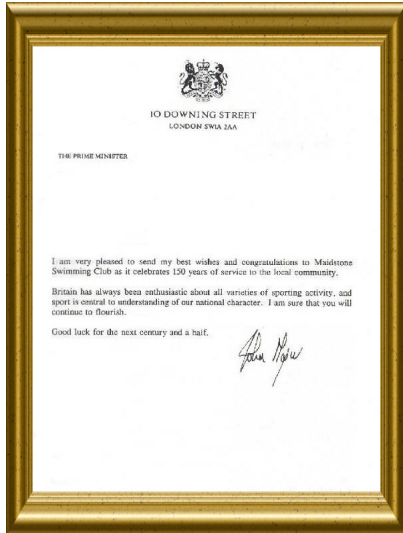 10 DOWNING STREET
LONDON SW1A 2AA
THE PRIME MINISTER
I am very pleased to send my best wishes and congratulations to Maidstone
Swimming Club as it celebrates 150 years of service to the local community.
Britain has always been enthusiastic about all varieties of sporting activity, and
sport is central to understanding of our national character. I am sure that you will
continue to flourish.
Good luck for the next century and a half.
John Major